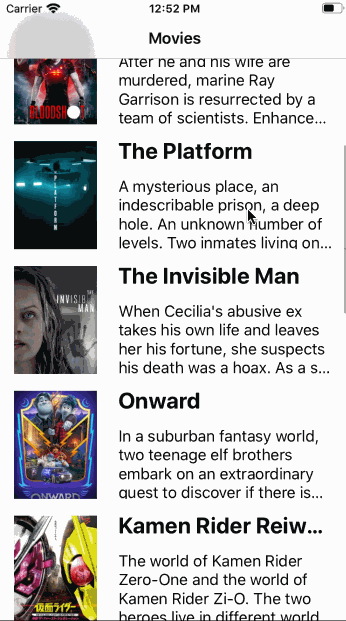 Carrier 12:52 PM
Movies
After he and his wife are
murdered, marine Ray
Garrison is resurrected by a
team of scientists. Enhance...
BLOODSHOT
The Platform
PLATFORM
A mysterious place, an
indescribable prison, a deep
hole. An unknown number of
levels. Two inmates living on...
The Invisible Man
THE
INVISIBLE
MAN
When Cecilia's abusive ex
takes his own life and leaves
her his fortune, she suspects
his death was a hoax. As a s...
Onward
ONWARD
In a suburban fantasy world,
two teenage elf brothers
embark on an extraordinary
quest to discover if there is...
Kamen Rider Reiw...
仮面ライダー
The world of Kamen Rider
Zero-One and the world of
Kamen Rider Zi-O. The two
heroes live in different world